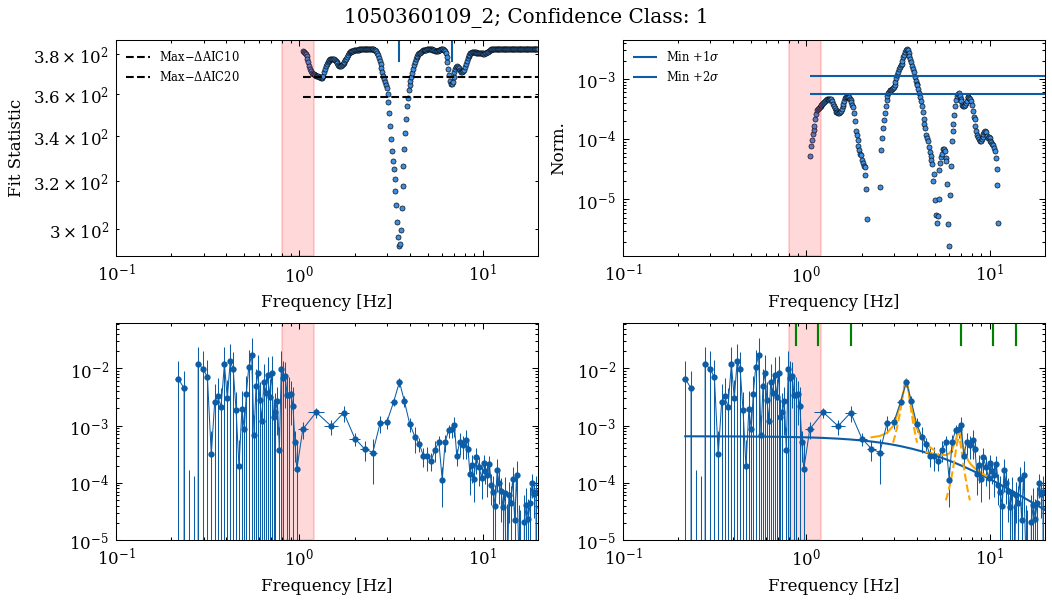 1050360109_2; Confidence Class: 1
Fit Statistic
3.8 × 10²
3.6 × 10²
3.4 × 10²
3.2 × 10²
3 × 10²
Max−ΔAIC10
Max−ΔAIC20
10⁻¹ 10⁰ 10¹
Frequency [Hz]
Norm.
10⁻³
10⁻⁴
10⁻⁵
Min +1σ
Min +2σ
10⁻¹ 10⁰ 10¹
Frequency [Hz]
10⁻²
10⁻³
10⁻⁴
10⁻⁵
10⁻¹ 10⁰ 10¹
Frequency [Hz]
10⁻²
10⁻³
10⁻⁴
10⁻⁵
10⁻¹ 10⁰ 10¹
Frequency [Hz]